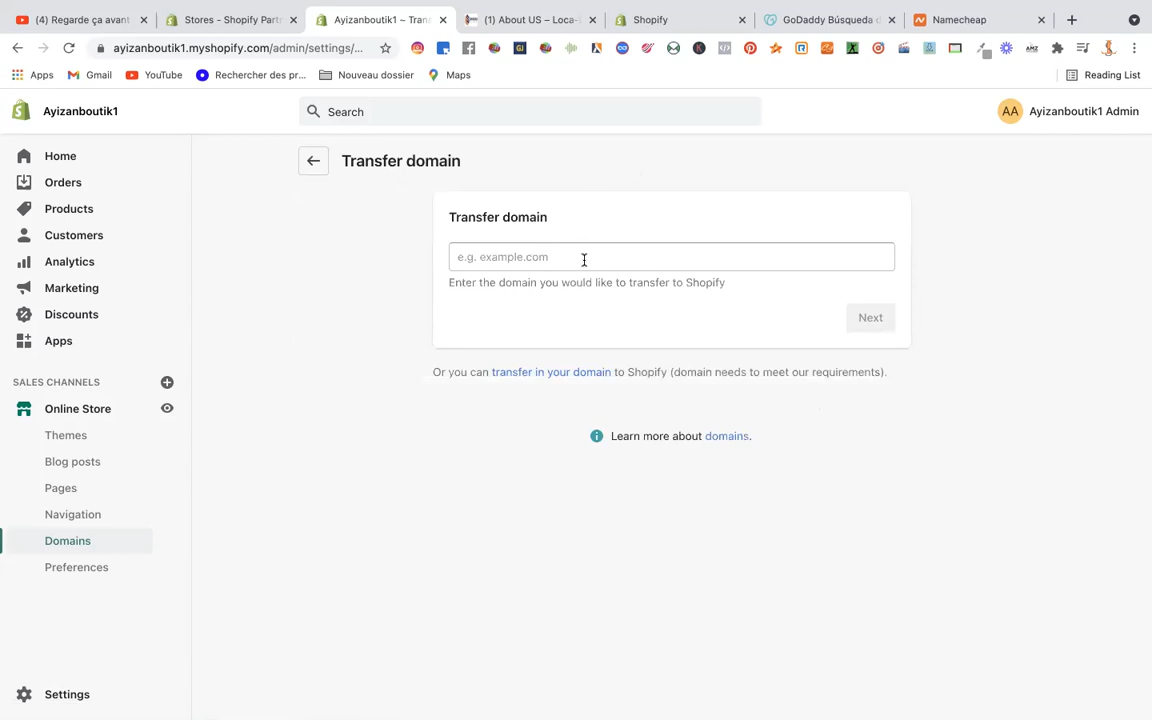 (4) Regarde ça avant
Stores - Shopify Part
Ayizanboutik1 ~ Tran
(1) About US – Loca-
Shopify
GoDaddy Búsqueda d
Namecheap
ayizanboutik1.myshopify.com/admin/settings/...
Apps
Gmail
YouTube
Rechercher des pr...
Nouveau dossier
Maps
Reading List
Ayizanboutik1
Search
AA
Ayizanboutik1 Admin
Home
Orders
Products
Customers
Analytics
Marketing
Discounts
Apps
SALES CHANNELS
Online Store
Themes
Blog posts
Pages
Navigation
Domains
Preferences
Settings
Transfer domain
Transfer domain
e.g. example.com
Enter the domain you would like to transfer to Shopify
Next
Or you can transfer in your domain to Shopify (domain needs to meet our requirements).
Learn more about domains.